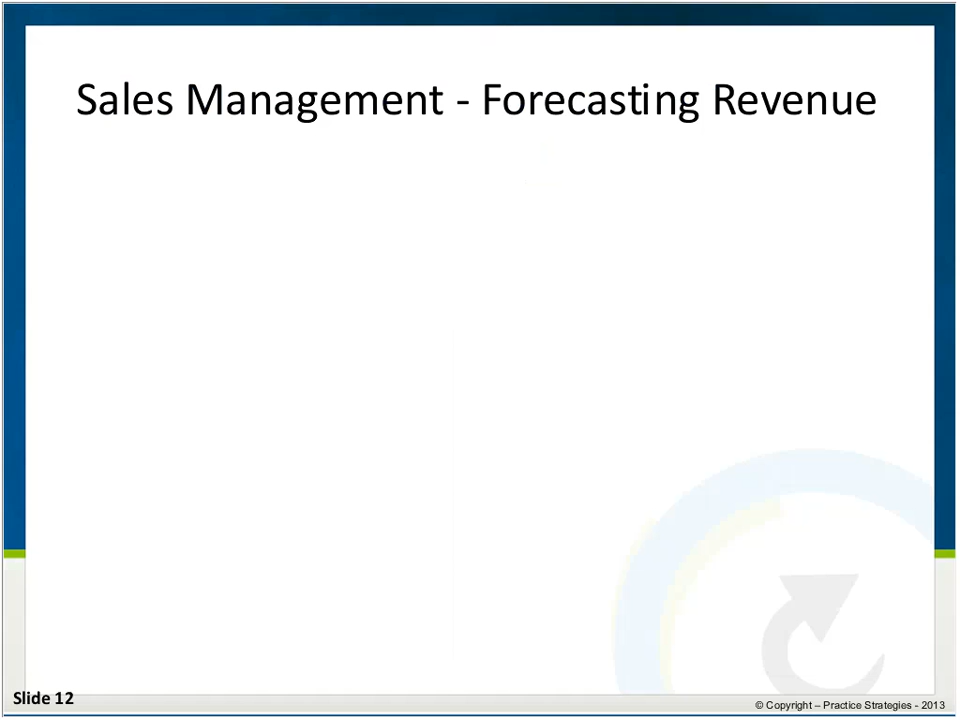 Sales Management - Forecasting Revenue
Slide 12
© Copyright – Practice Strategies - 2013